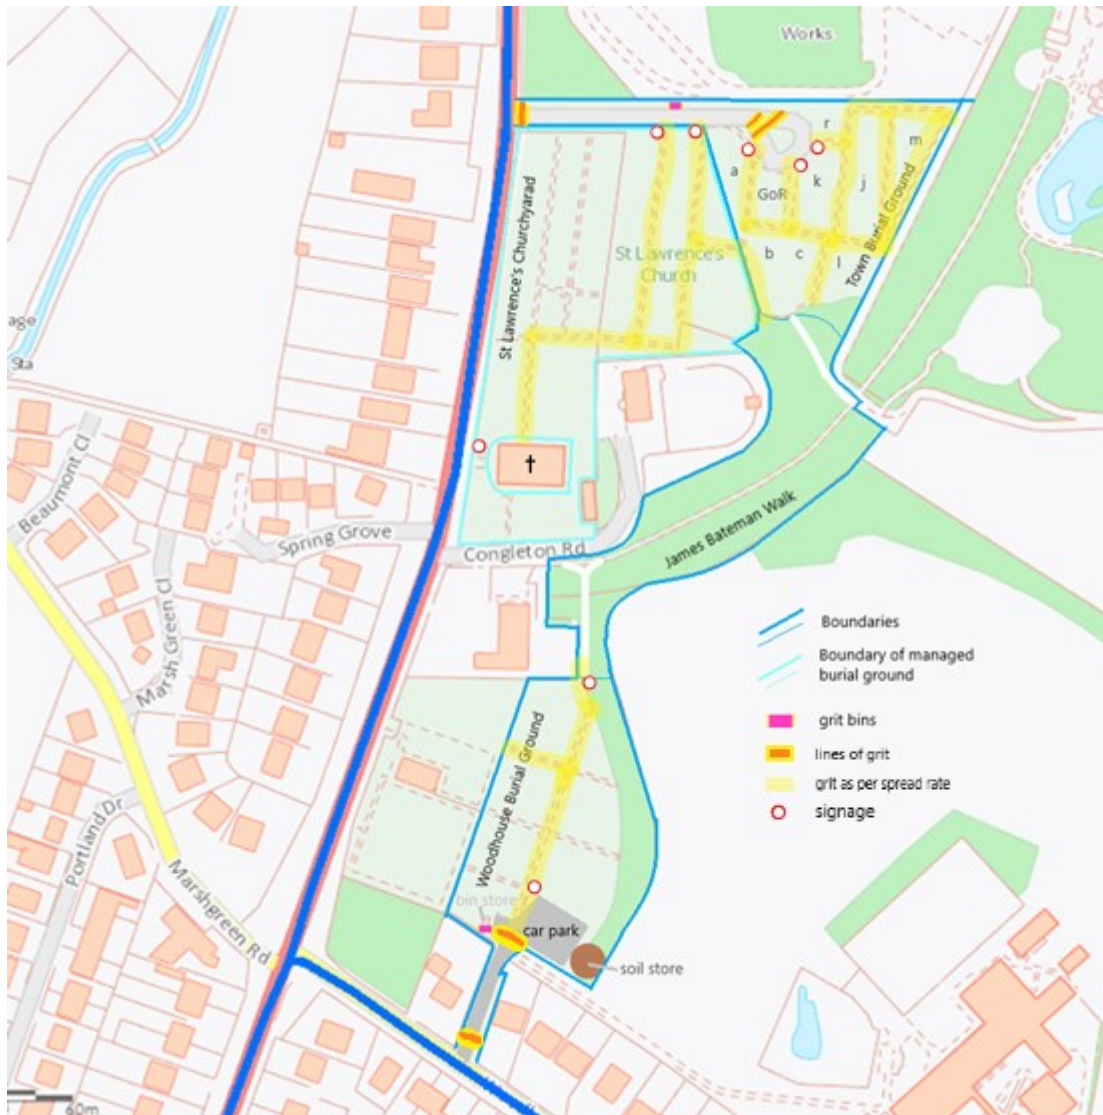 Works
r
m
a
k
j
GoR
St Lawrence's Churchyarad
St Lawrence's
Church
b
c
l
Town Burial Ground
age
Sta
Beaumont Cl
Spring Grove
Congleton Rd
James Bateman Walk
Marsh Green Cl
Boundaries
Boundary of managed
burial ground
grit bins
lines of grit
grit as per spread rate
signage
Woodhouse Burial Ground
Portland Dr
Marshgreen Rd
bin store
car park
soil store
60m